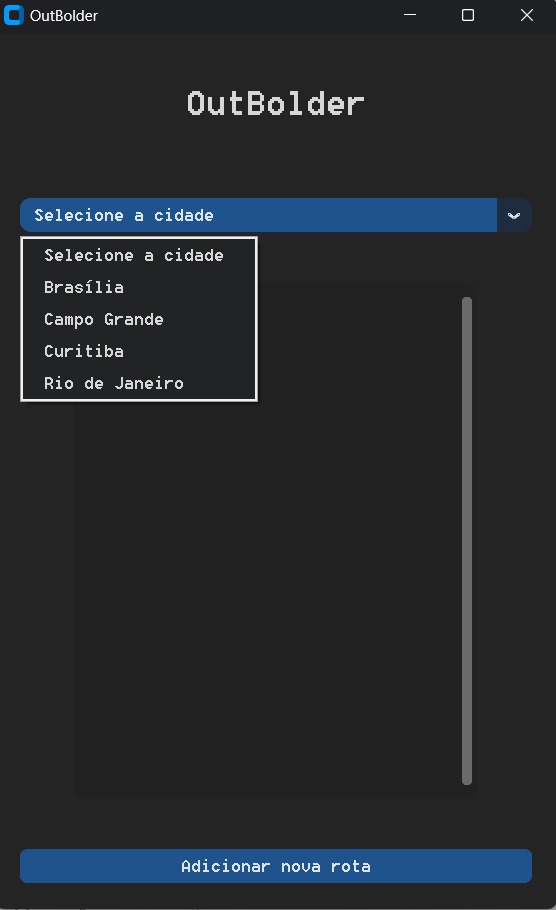 OutBolder
OutBolder
Selecione a cidade
Selecione a cidade
Brasília
Campo Grande
Curitiba
Rio de Janeiro
Adicionar nova rota